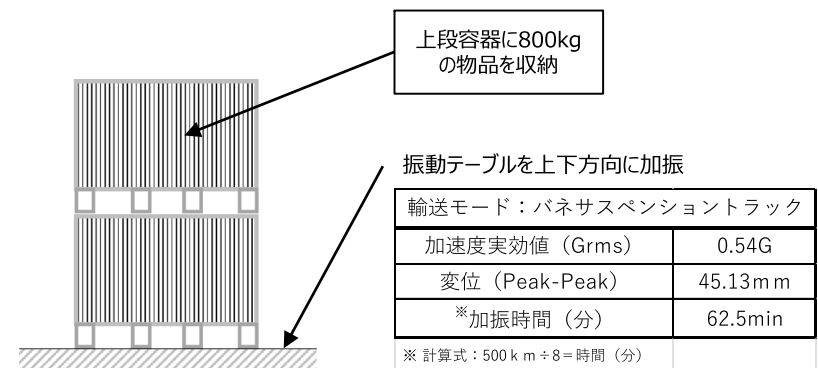 上段容器に800kg
の物品を収納
振動テーブルを上下方向に加振
輸送モード：バネサスペンショントラック
加速度実効値（Grms） 0.54G
変位（Peak-Peak） 45.13ｍｍ
※加振時間（分） 62.5min
※ 計算式：500ｋｍ÷8＝時間（分）